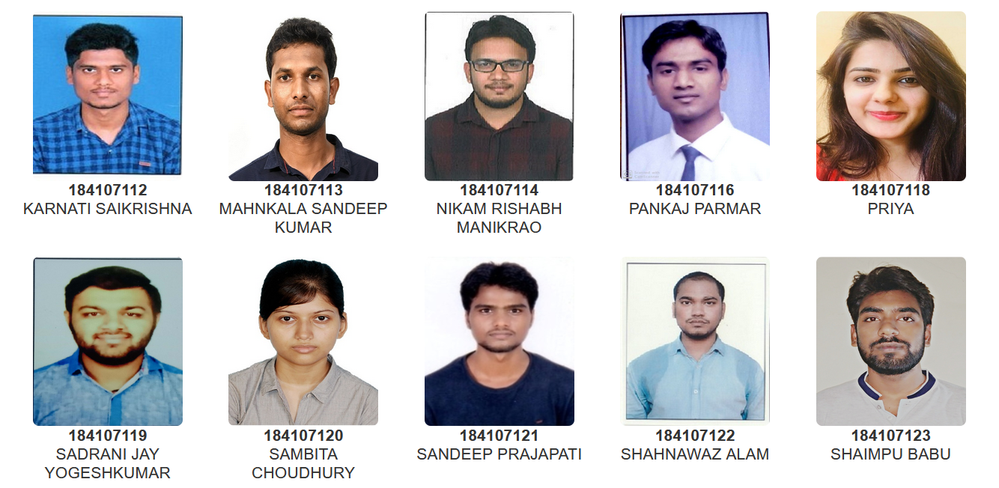 184107112
KARNATI SAIKRISHNA
184107113
MAHNKALA SANDEEP
KUMAR
184107114
NIKAM RISHABH
MANIKRAO
184107116
PANKAJ PARMAR
184107118
PRIYA
184107119
SADRANI JAY
YOGESHKUMAR
184107120
SAMBITA
CHOUDHURY
184107121
SANDEEP PRAJAPATI
184107122
SHAHNAWAZ ALAM
184107123
SHAIMPU BABU